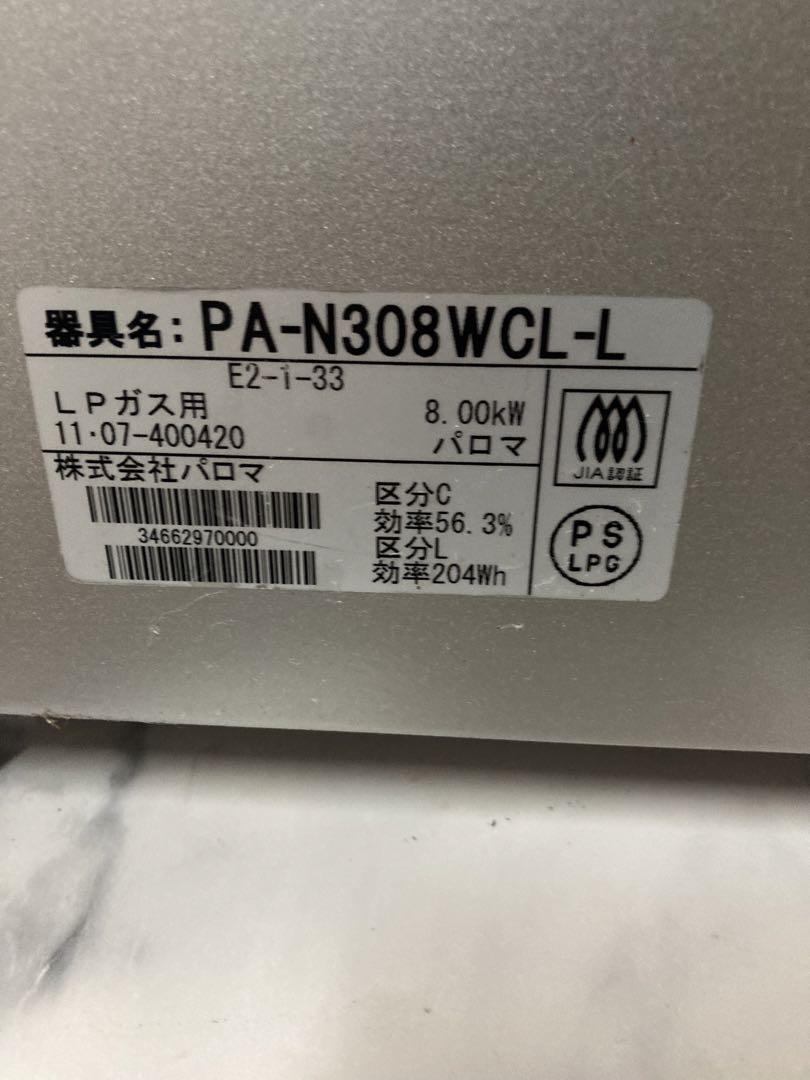 器具名：PA-N308WCL-L
E2-1-33
LPガス用 8.00kW
11･07-400420 パロマ
株式会社パロマ
34662970000
区分C
効率56.3%
区分L
効率204Wh
JIA認証
PS
LPG